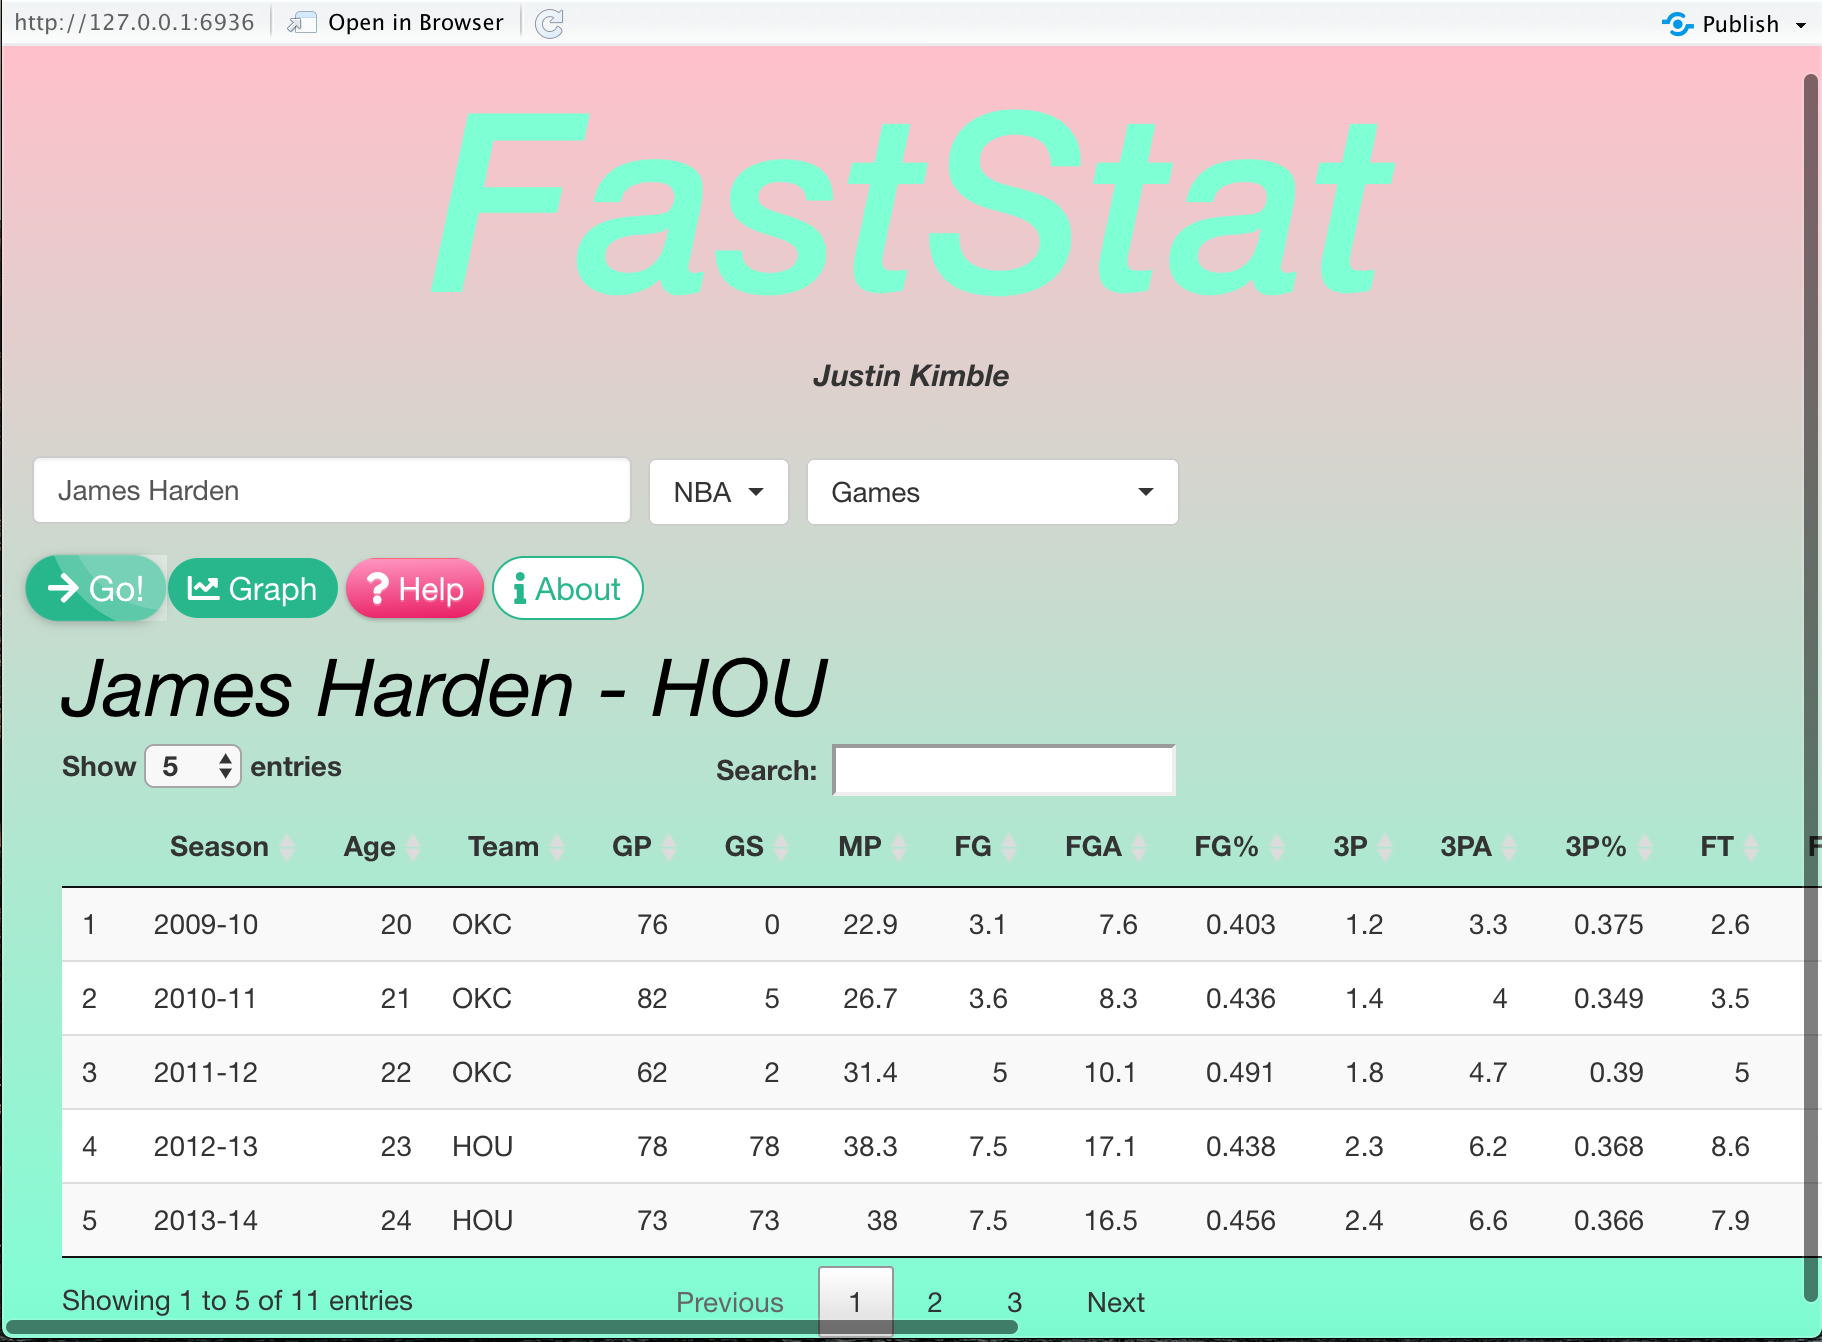 http://127.0.0.1:6936 Open in Browser Publish
FastStat
Justin Kimble
James Harden NBA Games
Go! Graph Help About
James Harden - HOU
Show 5 entries Search:
Season Age Team GP GS MP FG FGA FG% 3P 3PA 3P% FT
1 2009-10 20 OKC 76 0 22.9 3.1 7.6 0.403 1.2 3.3 0.375 2.6
2 2010-11 21 OKC 82 5 26.7 3.6 8.3 0.436 1.4 4 0.349 3.5
3 2011-12 22 OKC 62 2 31.4 5 10.1 0.491 1.8 4.7 0.39 5
4 2012-13 23 HOU 78 78 38.3 7.5 17.1 0.438 2.3 6.2 0.368 8.6
5 2013-14 24 HOU 73 73 38 7.5 16.5 0.456 2.4 6.6 0.366 7.9
Showing 1 to 5 of 11 entries Previous 1 2 3 Next